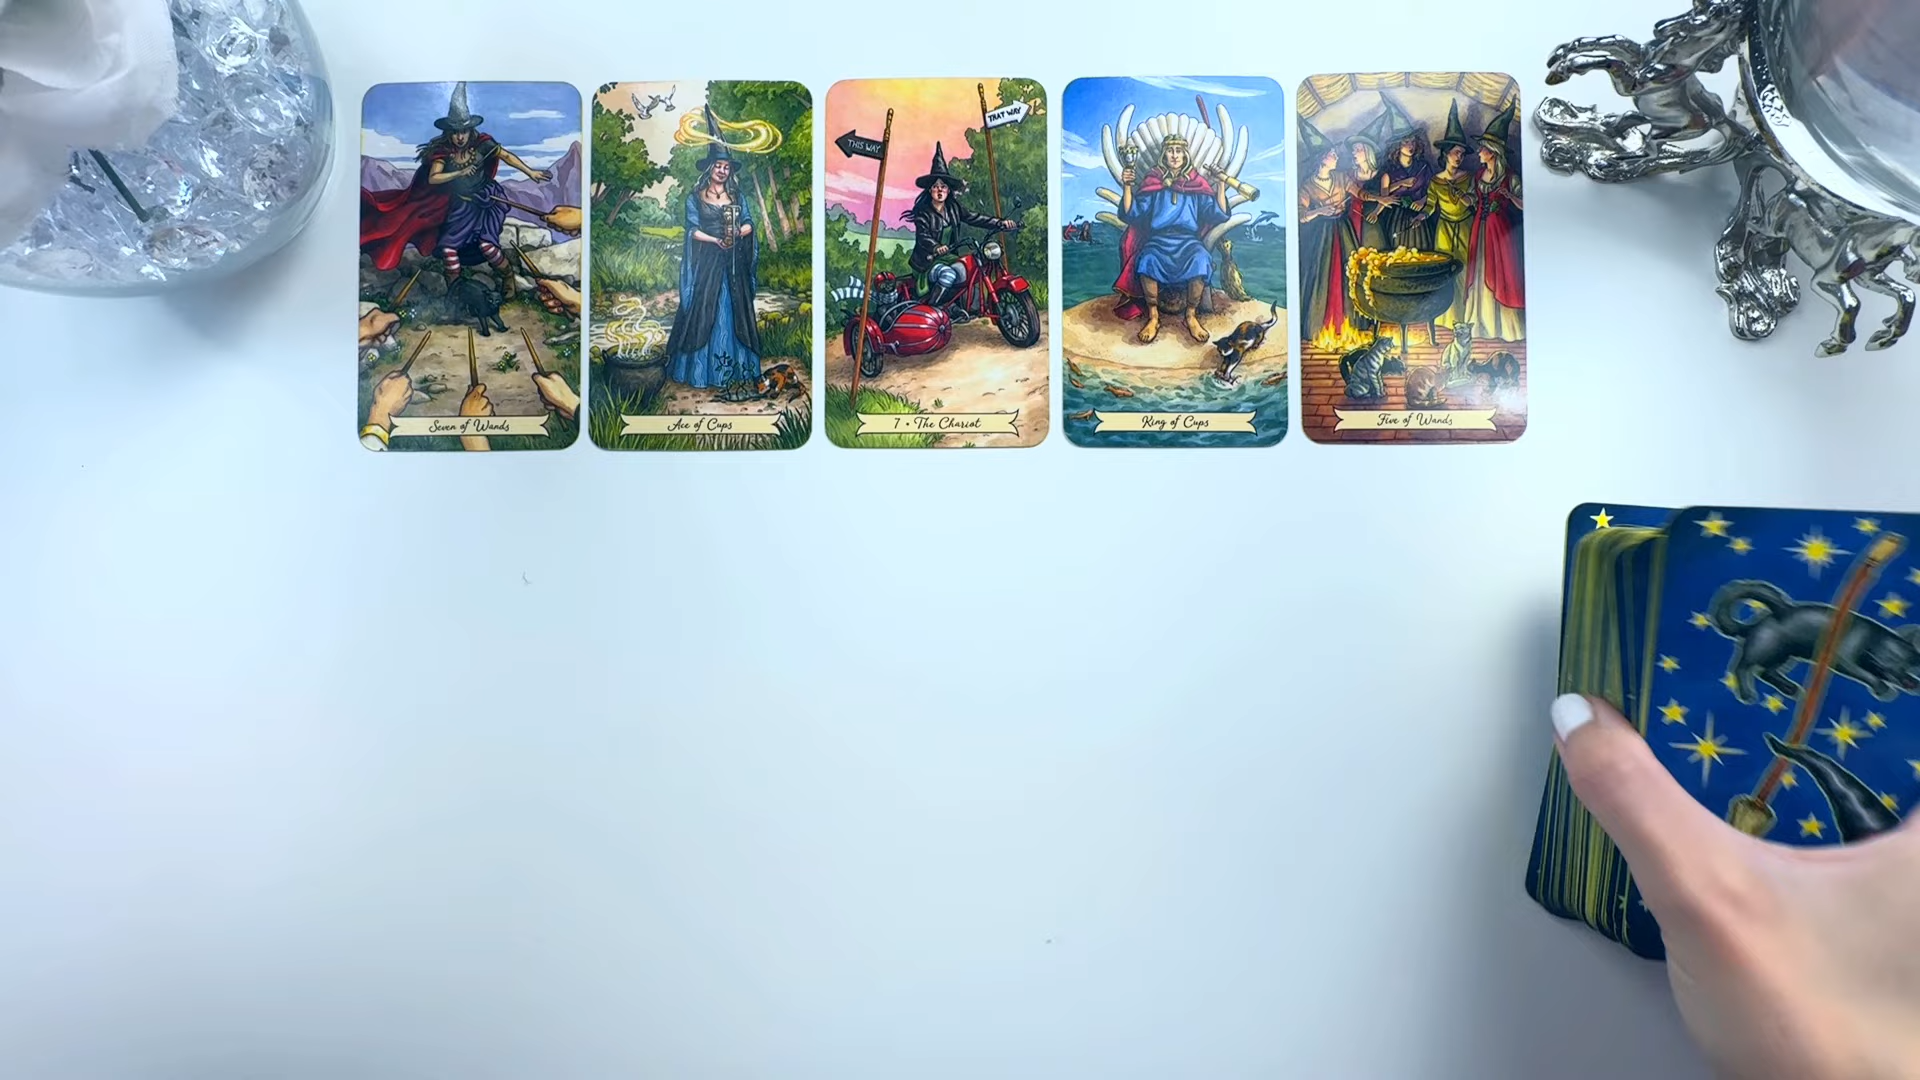 THIS WAY
THAT WAY
Seven of Wands
Ace of Cups
7 • The Chariot
King of Cups
Five of Wands